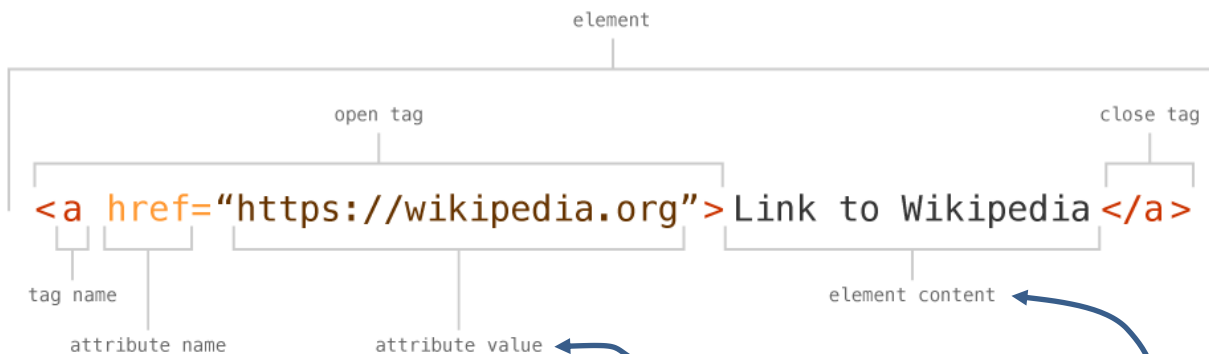 element
open tag
close tag
<a href=“https://wikipedia.org”>Link to Wikipedia</a>
tag name
element content
attribute name
attribute value